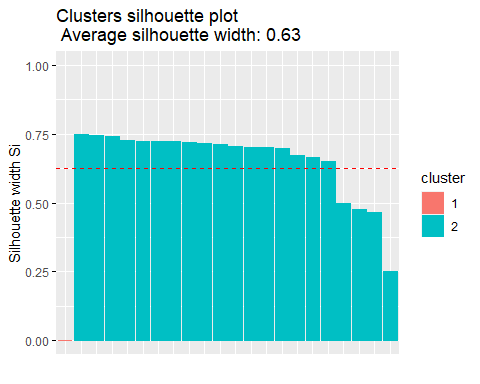 Clusters silhouette plot
Average silhouette width: 0.63
1.00
0.75
0.50
0.25
0.00
Silhouette width Si
cluster
1
2